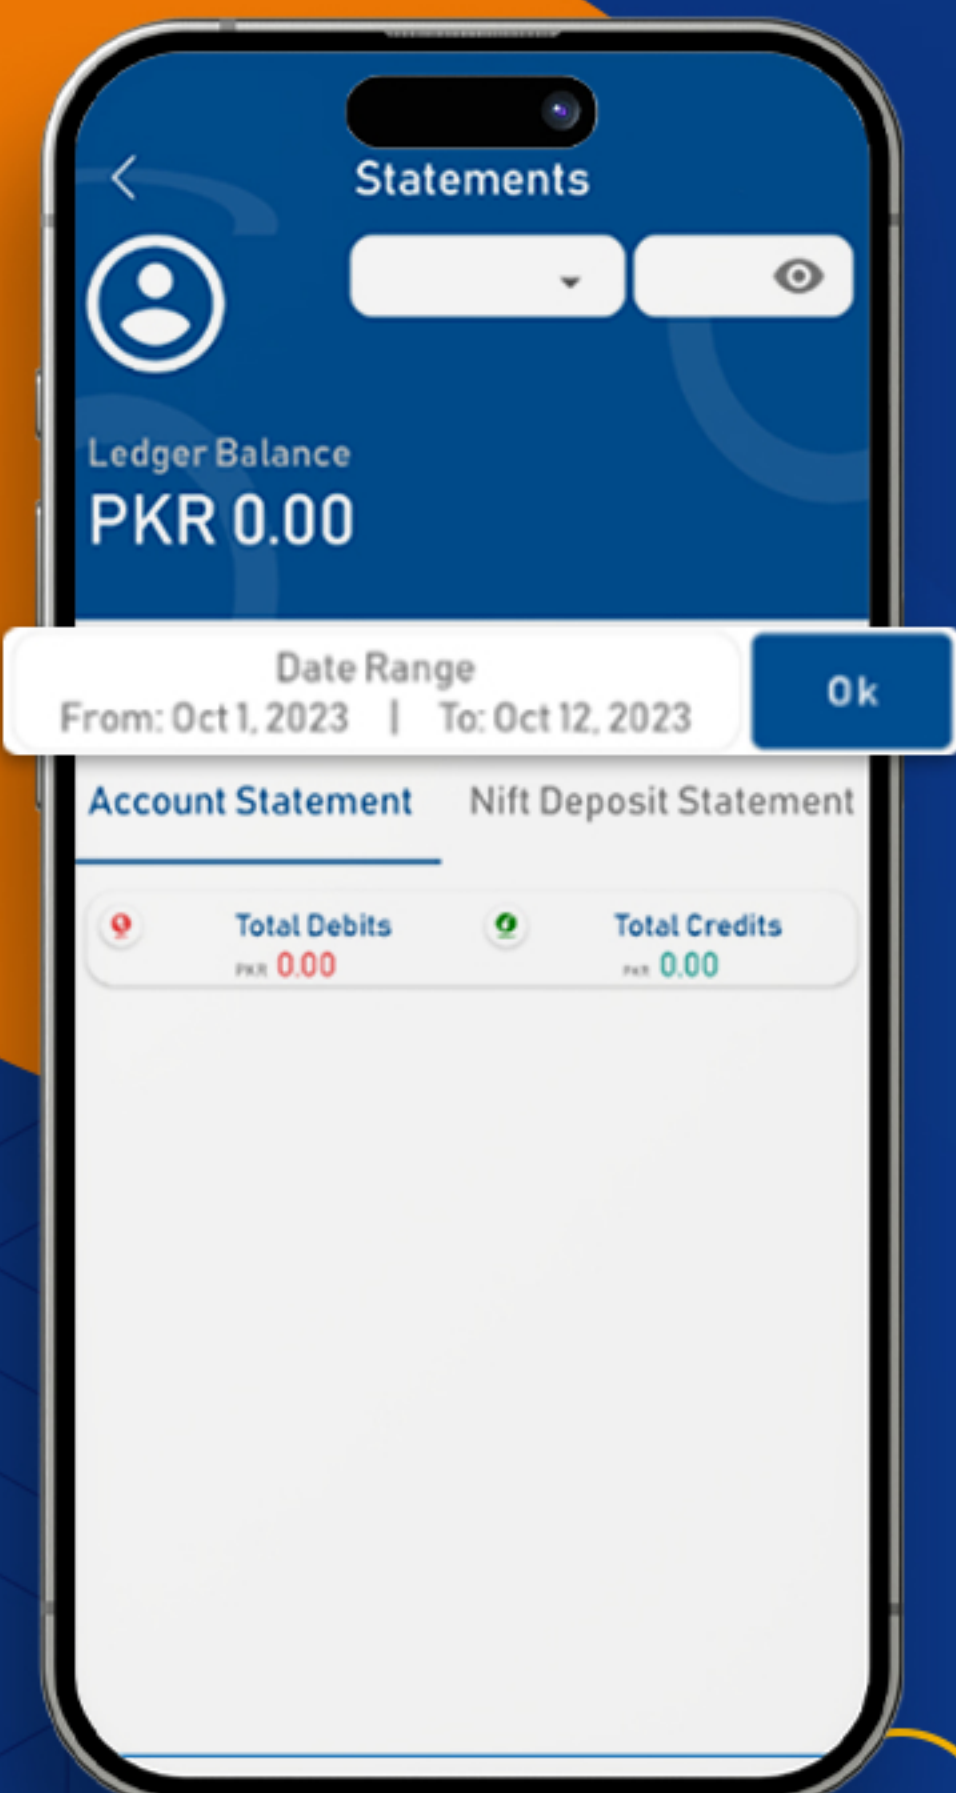 Statements
Ledger Balance
PKR 0.00
Date Range
From: Oct 1, 2023 | To: Oct 12, 2023
Ok
Account Statement
Nift Deposit Statement
Total Debits
PKR 0.00
Total Credits
PKR 0.00